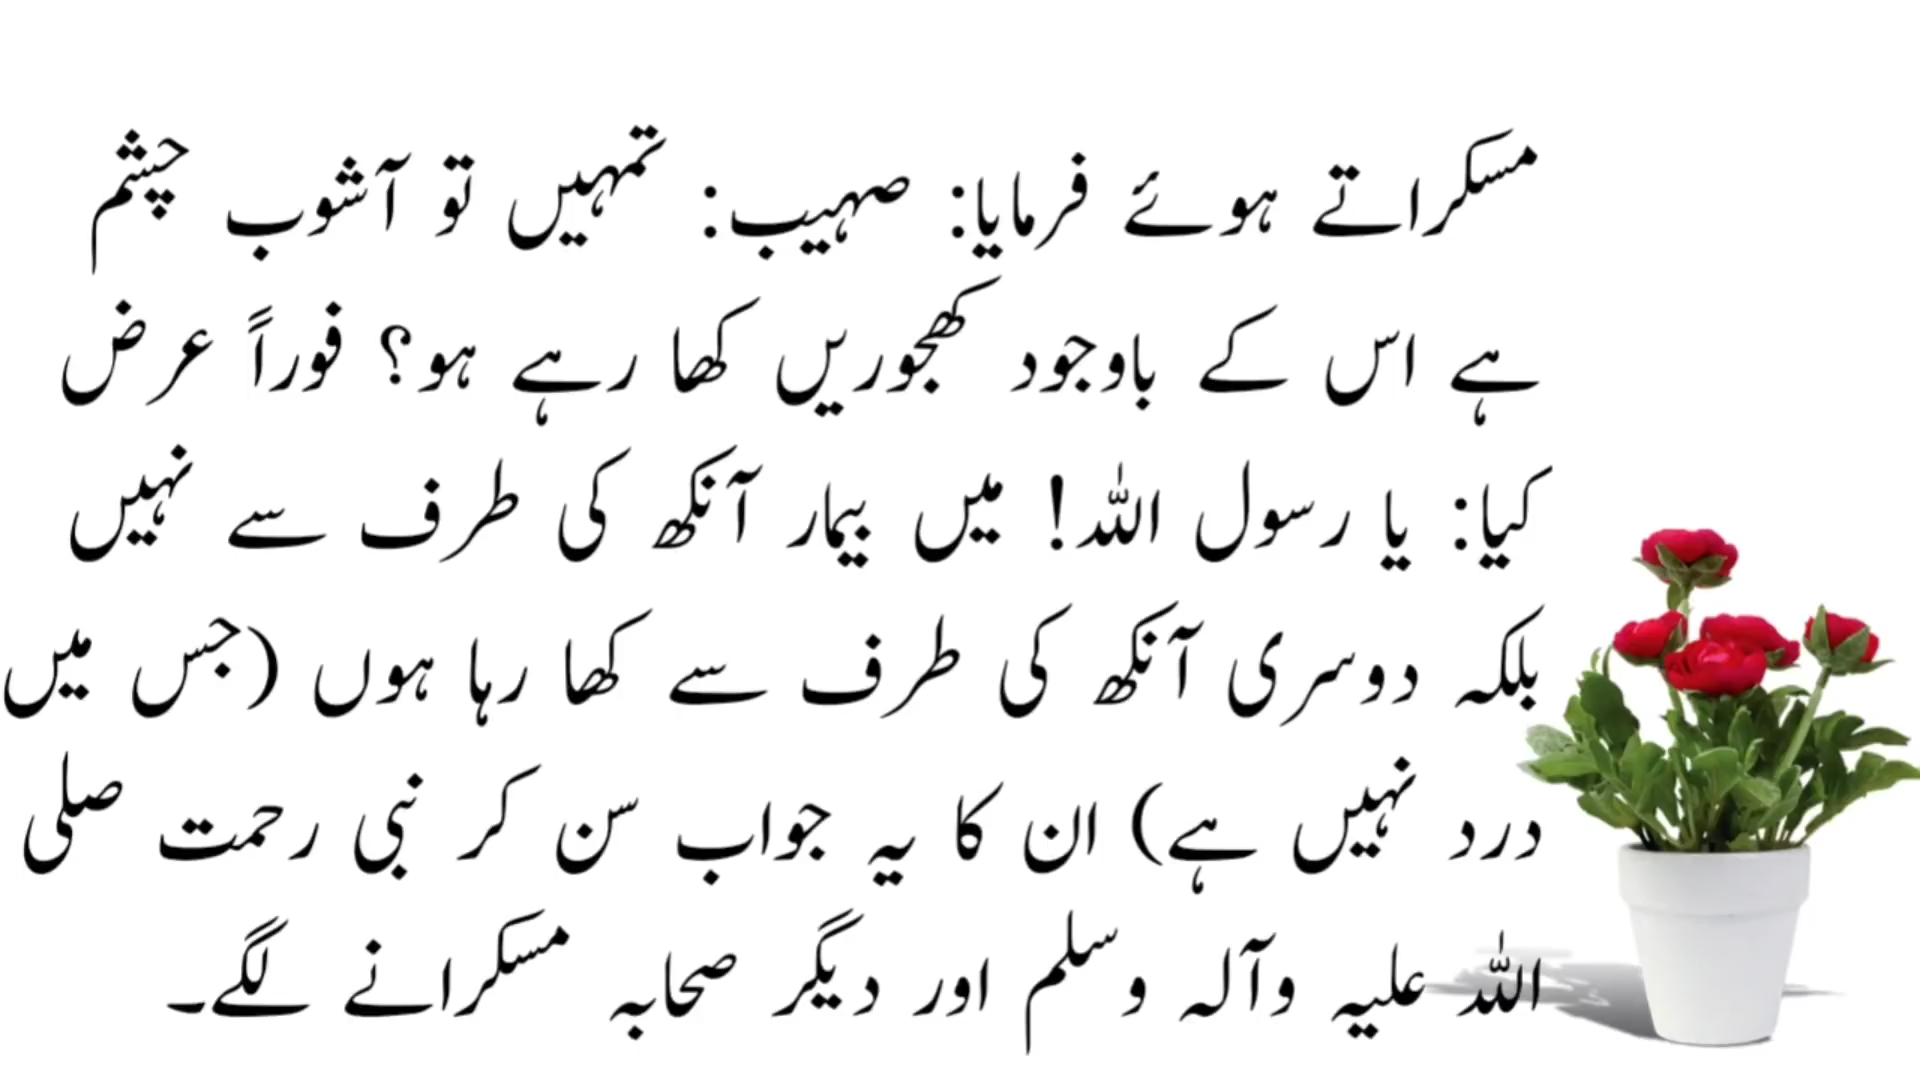 مسکراتے ہوئے فرمایا: صہیب: تمہیں تو آشوب چشم
ہے اس کے باوجود کھجوریں کھا رہے ہو؟ فوراً عرض
کیا: یا رسول اللہ! میں بیمار آنکھ کی طرف سے نہیں
بلکہ دوسری آنکھ کی طرف سے کھا رہا ہوں (جس میں
درد نہیں ہے) ان کا یہ جواب سن کر نبی رحمت صلی
اللہ علیہ وآلہ وسلم اور دیگر صحابہ مسکرانے لگے۔